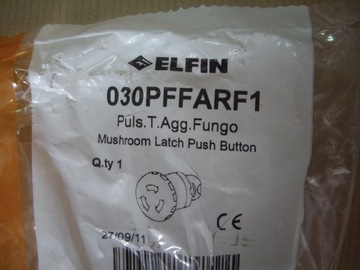 ELFIN
030PFFARF1
Puls.T.Agg.Fungo
Mushroom Latch Push Button
Q.ty 1
27/09/11
CE